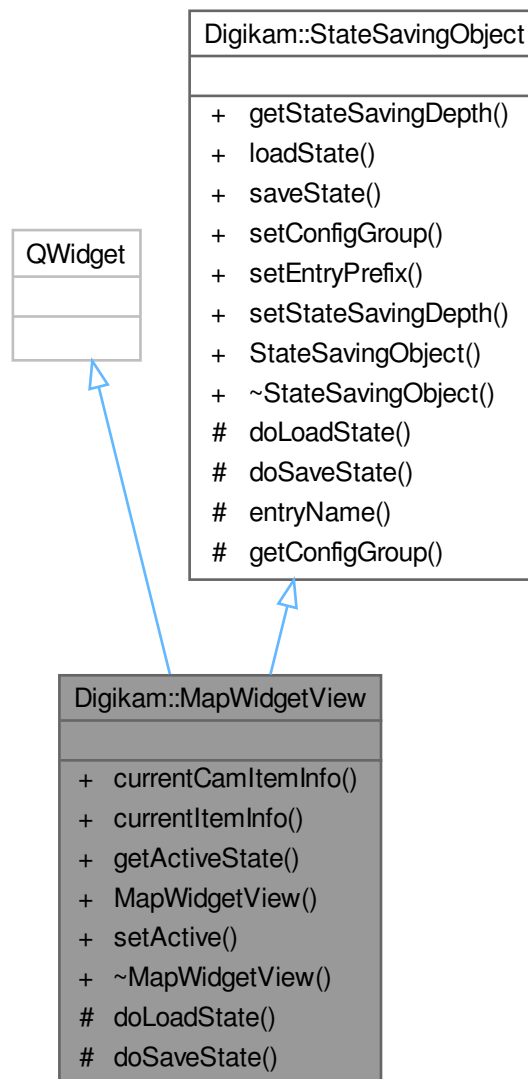 Digikam::StateSavingObject
+ getStateSavingDepth()
+ loadState()
+ saveState()
+ setConfigGroup()
+ setEntryPrefix()
+ setStateSavingDepth()
+ StateSavingObject()
+ ~StateSavingObject()
# doLoadState()
# doSaveState()
# entryName()
# getConfigGroup()
QWidget
Digikam::MapWidgetView
+ currentCamItemInfo()
+ currentItemInfo()
+ getActiveState()
+ MapWidgetView()
+ setActive()
+ ~MapWidgetView()
# doLoadState()
# doSaveState()